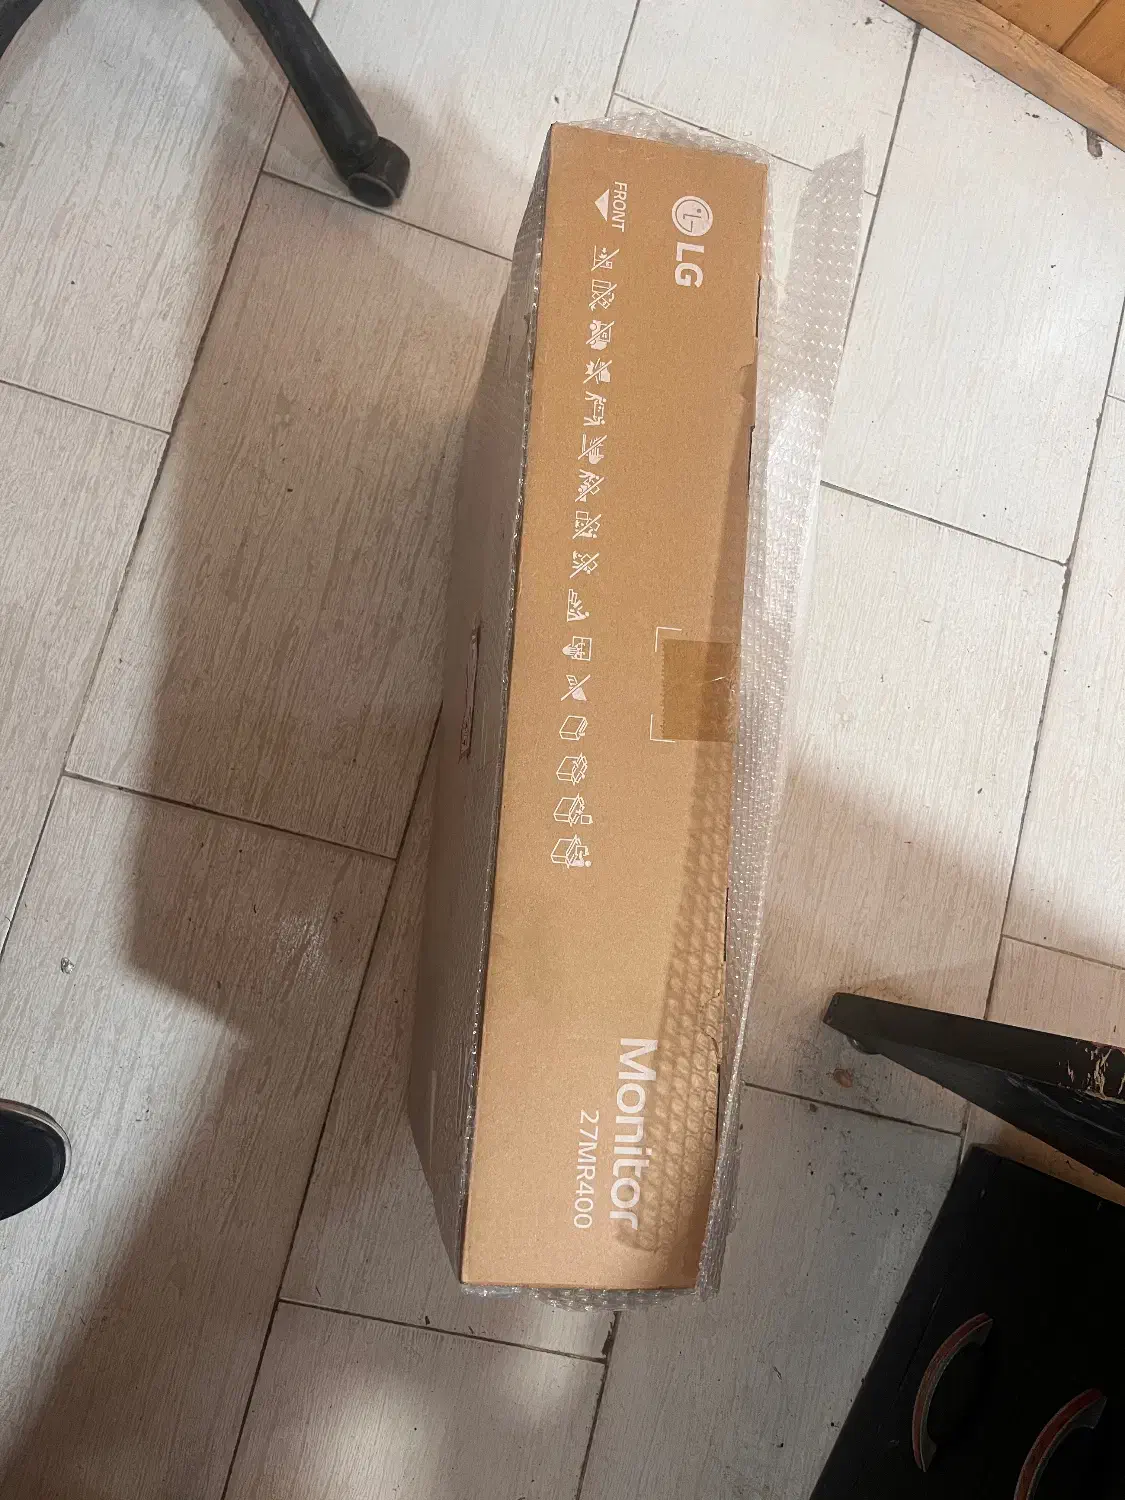 LG
FRONT
Monitor
27MR400